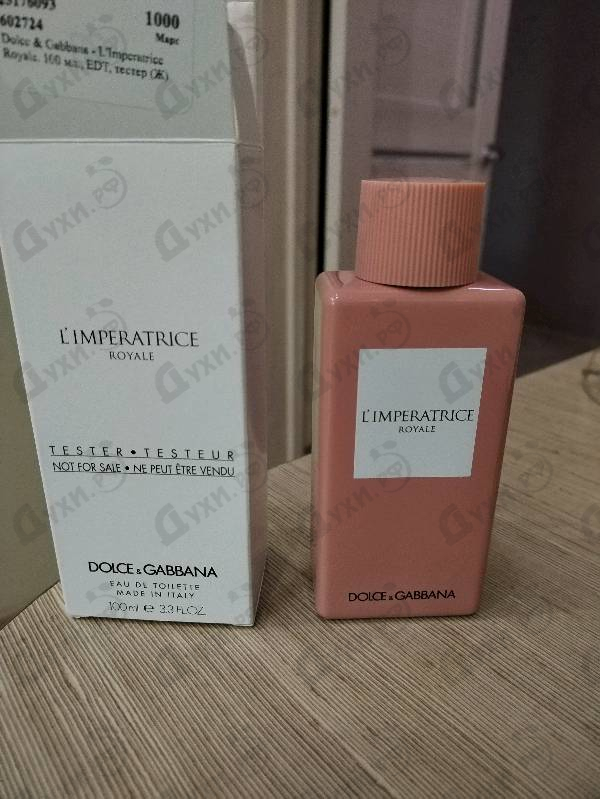 602724
1000
Марс
Dolce & Gabbana - L'Imperatrice
Royale. 100 мл., EDT, тестер (Ж)
L'IMPERATRICE
ROYALE
TESTER • TESTEUR
NOT FOR SALE • NE PEUT ÊTRE VENDU
DOLCE & GABBANA
EAU DE TOILETTE
MADE IN ITALY
100ml e 3.3 FL.OZ.
L'IMPERATRICE
ROYALE
DOLCE & GABBANA
Духи.рф